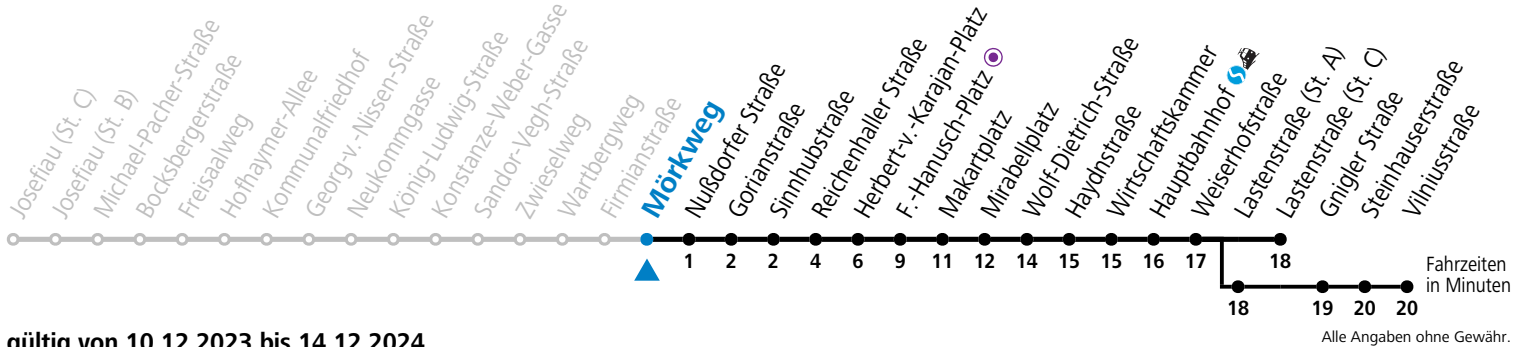 Josefiau (St. C)
Josefiau (St. B)
Michael-Pacher-Straße
Bocksbergerstraße
Freisaalweg
Hofhaymer-Allee
Kommunalfriedhof
Georg-v.-Nissen-Straße
Neukommgasse
König-Ludwig-Straße
Konstanze-Weber-Gasse
Sandor-Vegh-Straße
Zwieselweg
Wartbergweg
Firmianstraße
Mörkweg
Nußdorfer Straße
Gorianstraße
Sinnhubstraße
Reichenhaller Straße
Herbert-v.-Karajan-Platz
F.-Hanusch-Platz
Makartplatz
Mirabellplatz
Wolf-Dietrich-Straße
Haydnstraße
Wirtschaftskammer
Hauptbahnhof
Weiserhofstraße
Lastenstraße (St. A)
Lastenstraße (St. C)
Gnigler Straße
Steinhauserstraße
Vilniusstraße
1 2 2 4 6 9 11 12 14 15 15 16 17 18
18 19 20 20
Fahrzeiten
in Minuten
Alle Angaben ohne Gewähr.
gültig von 10.12.2023 bis 14.12.2024